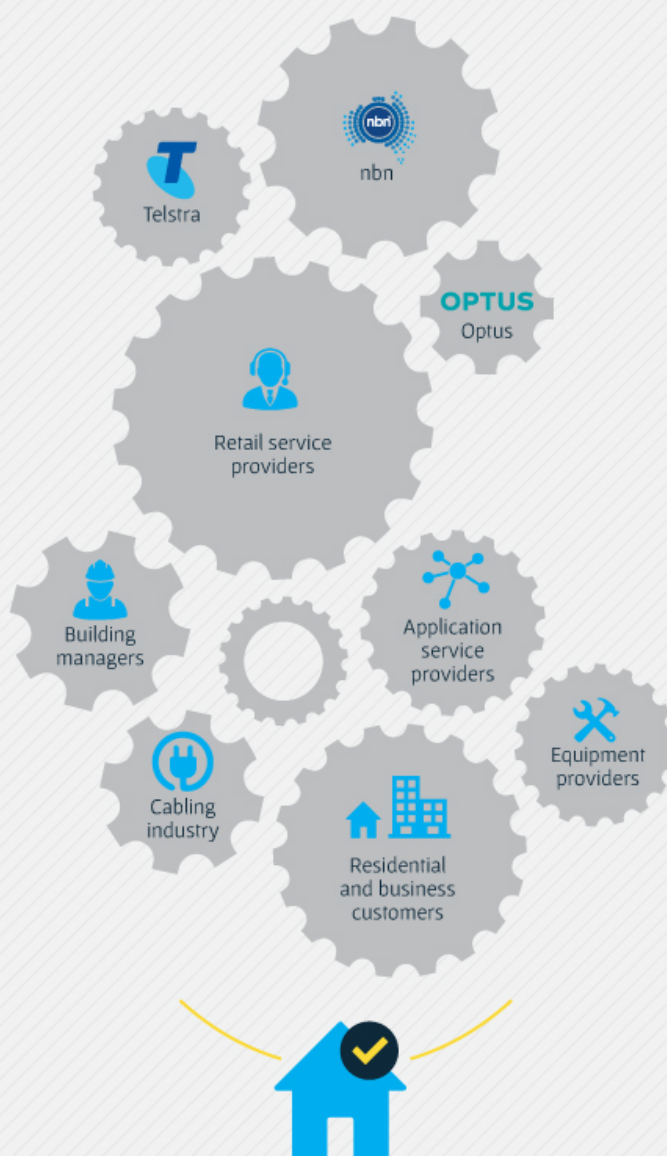 nbn
nbn
T
Telstra
OPTUS
Optus
Retail service
providers
Building
managers
Application
service
providers
Equipment
providers
Cabling
industry
Residential
and business
customers